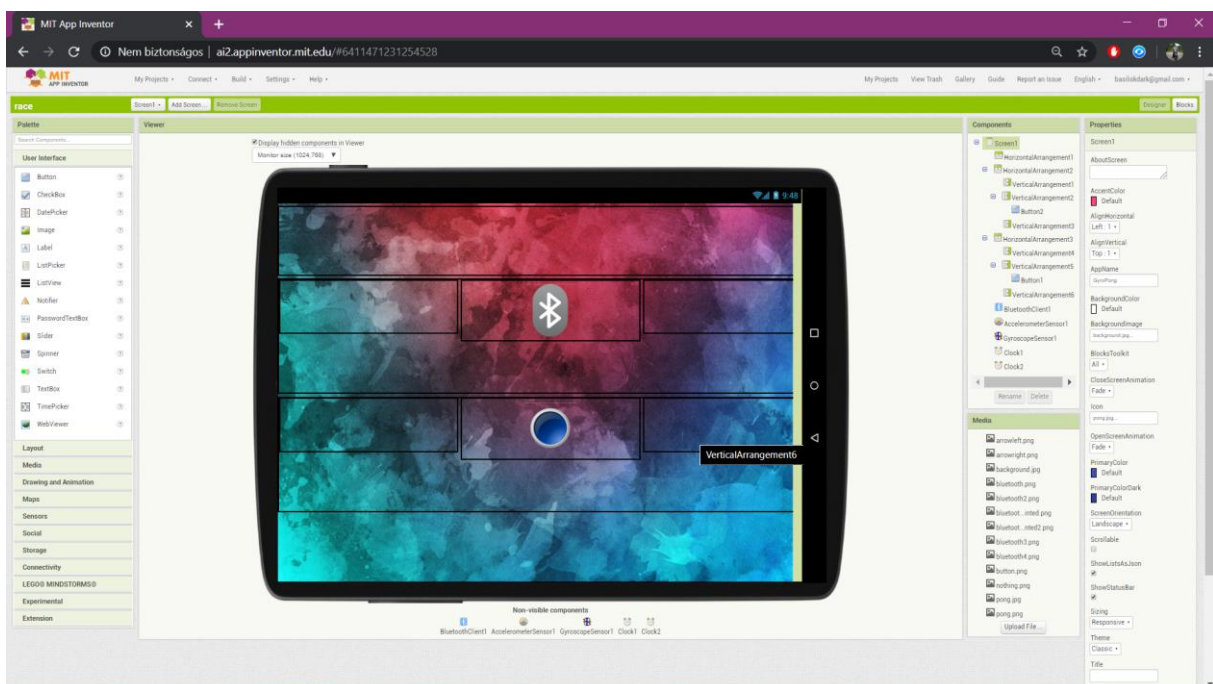 MIT App Inventor
Nem biztonságos | ai2.appinventor.mit.edu/#6411471231254528
MIT
APP INVENTOR
My Projects Connect Build Settings Help
My Projects View Trash Gallery Guide Report an Issue English basiliskdark@gmail.com
race
Screen1 Add Screen... Remove Screen
Designer Blocks
Palette
Search Components...
User Interface
Button
CheckBox
DatePicker
Image
Label
ListPicker
ListView
Notifier
PasswordTextBox
Slider
Spinner
Switch
TextBox
TimePicker
WebViewer
Layout
Media
Drawing and Animation
Maps
Sensors
Social
Storage
Connectivity
LEGO® MINDSTORMS®
Experimental
Extension
Viewer
Display hidden components in Viewer
Monitor size (1024,768)
9:48
VerticalArrangement6
Non-visible components
BluetoothClient1 AccelerometerSensor1 GyroscopeSensor1 Clock1 Clock2
Components
Screen1
HorizontalArrangement1
HorizontalArrangement2
VerticalArrangement1
VerticalArrangement2
Button2
VerticalArrangement3
HorizontalArrangement3
VerticalArrangement4
VerticalArrangement5
Button1
VerticalArrangement6
BluetoothClient1
AccelerometerSensor1
GyroscopeSensor1
Clock1
Clock2
Rename Delete
Media
arrowleft.png
arrowright.png
background.jpg
bluetooth.png
bluetooth2.png
bluetoot...inted.png
bluetoot...nted2.png
bluetooth3.png
bluetooth4.png
button.png
nothing.png
pong.jpg
pong.png
Upload File ...
Properties
Screen1
AboutScreen
AccentColor
Default
AlignHorizontal
Left : 1
AlignVertical
Top : 1
AppName
GyroPong
BackgroundColor
Default
BackgroundImage
background.jpg...
BlocksToolkit
All
CloseScreenAnimation
Fade
Icon
pong.jpg...
OpenScreenAnimation
Fade
PrimaryColor
Default
PrimaryColorDark
Default
ScreenOrientation
Landscape
Scrollable
ShowListsAsJson
ShowStatusBar
Sizing
Responsive
Theme
Classic
Title